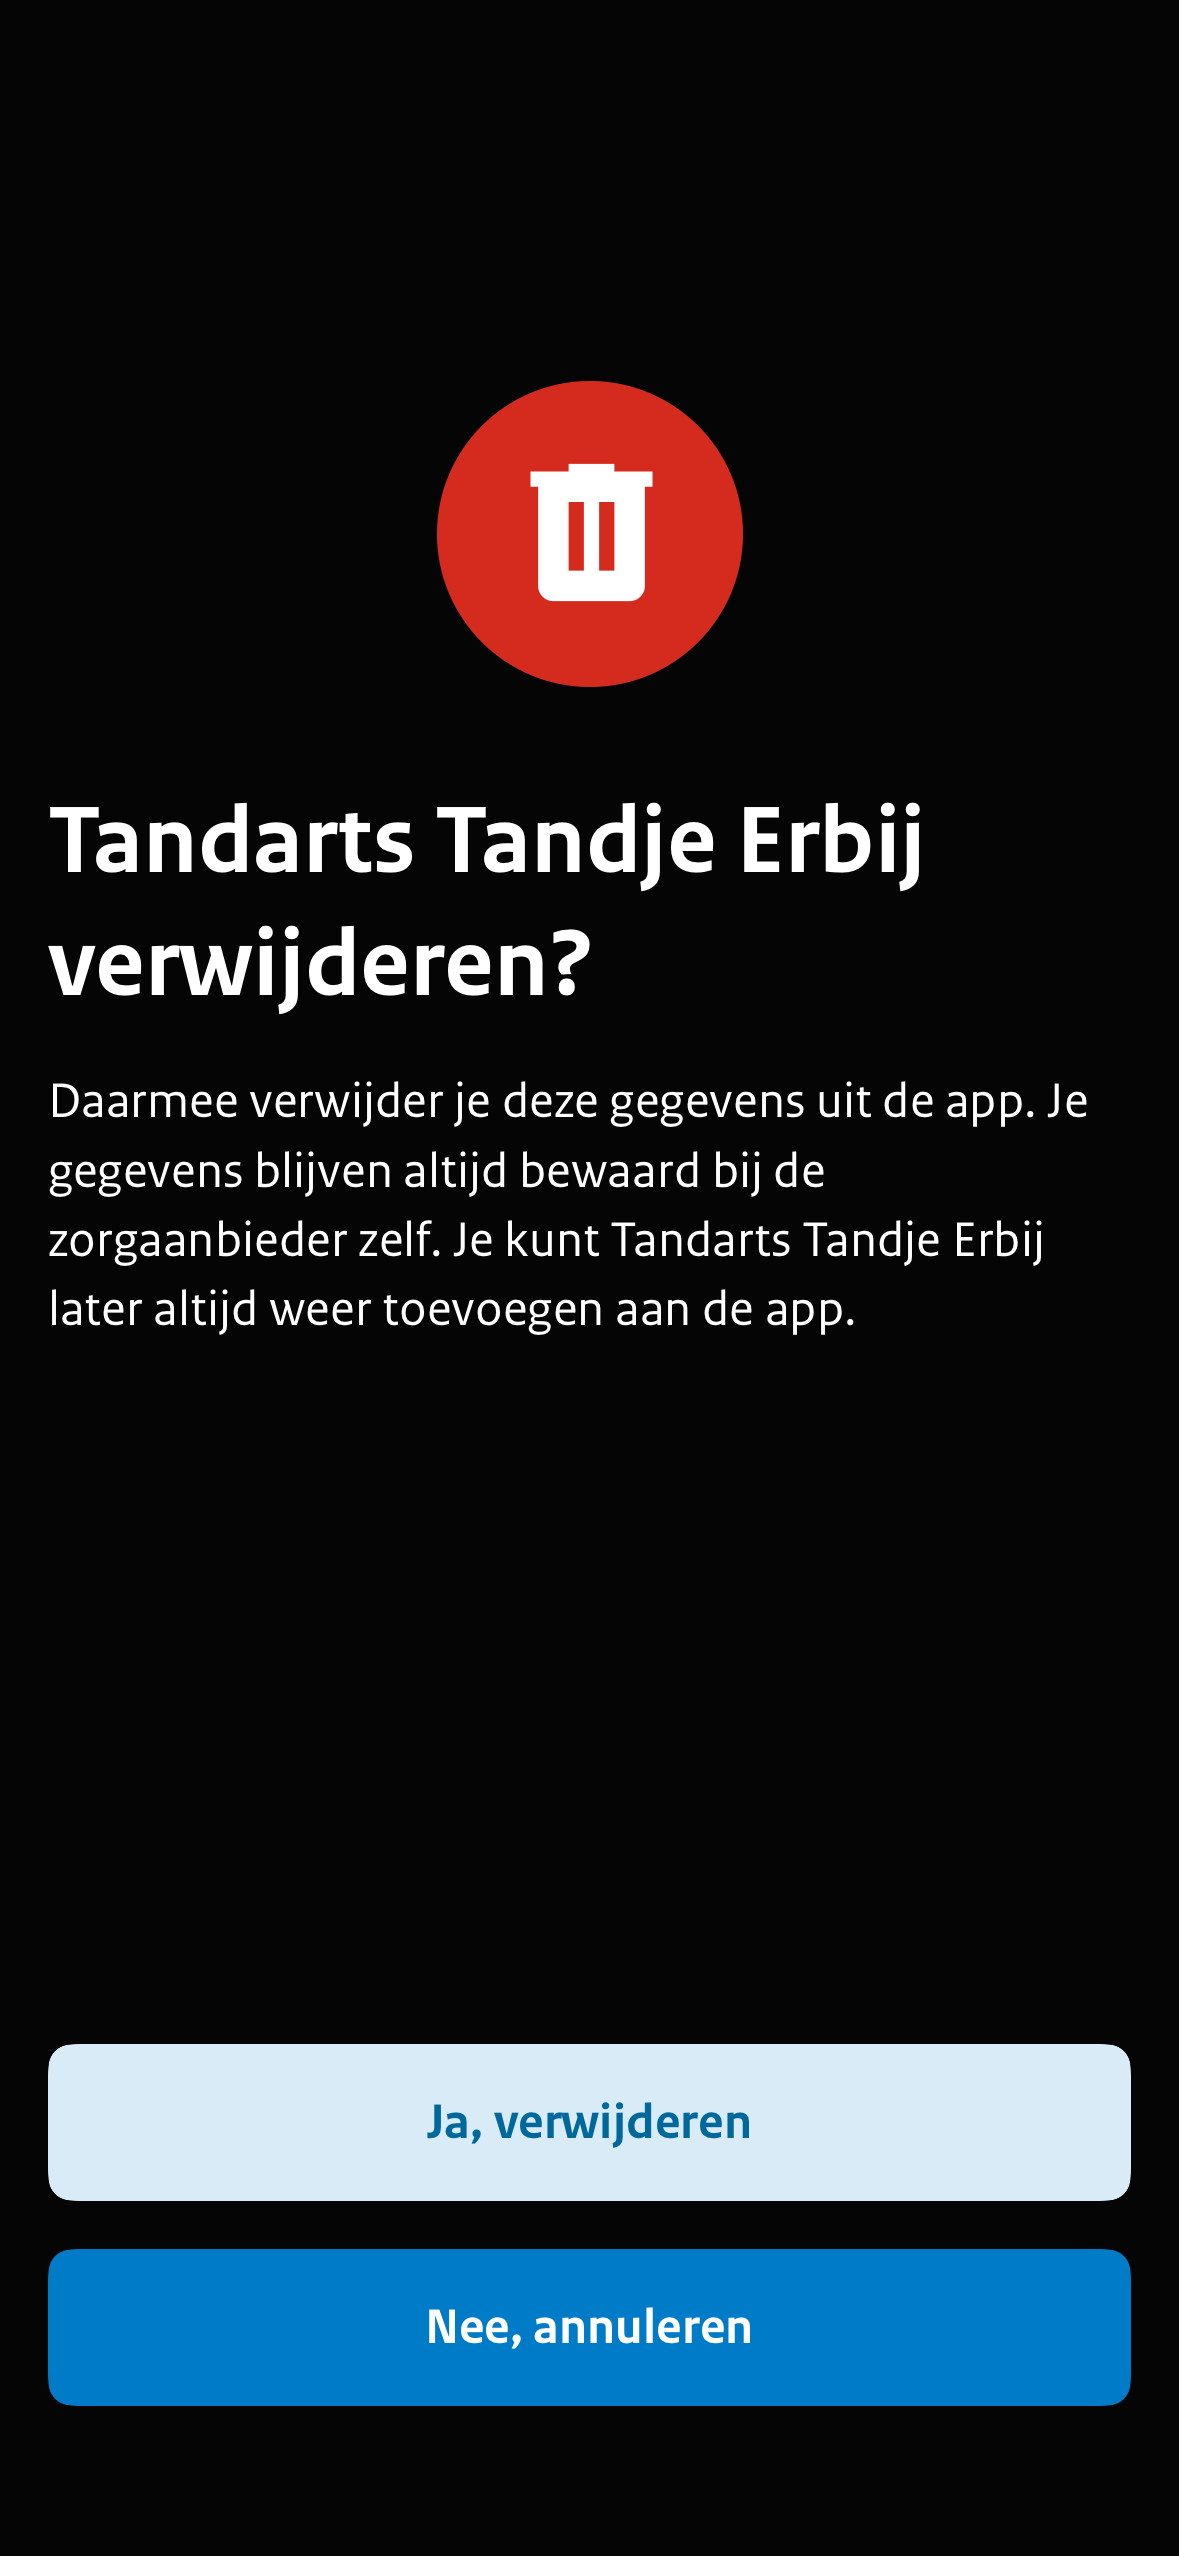 Tandarts Tandje Erbij
verwijderen?
Daarmee verwijder je deze gegevens uit de app. Je
gegevens blijven altijd bewaard bij de
zorgaanbieder zelf. Je kunt Tandarts Tandje Erbij
later altijd weer toevoegen aan de app.
Ja, verwijderen
Nee, annuleren